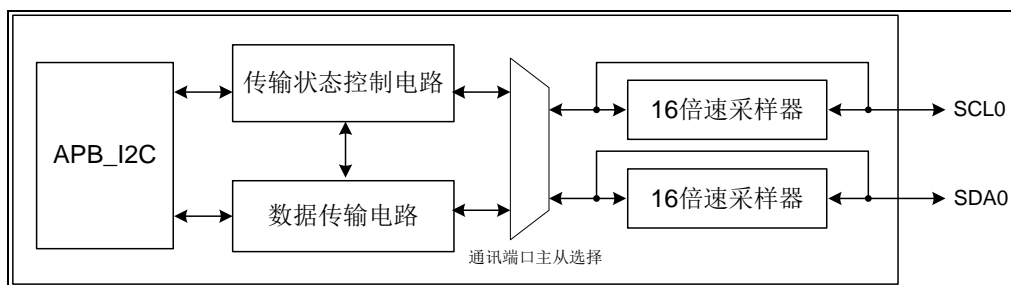 传输状态控制电路
APB_I2C
数据传输电路
通讯端口主从选择
16倍速采样器
SCL0
16倍速采样器
SDA0